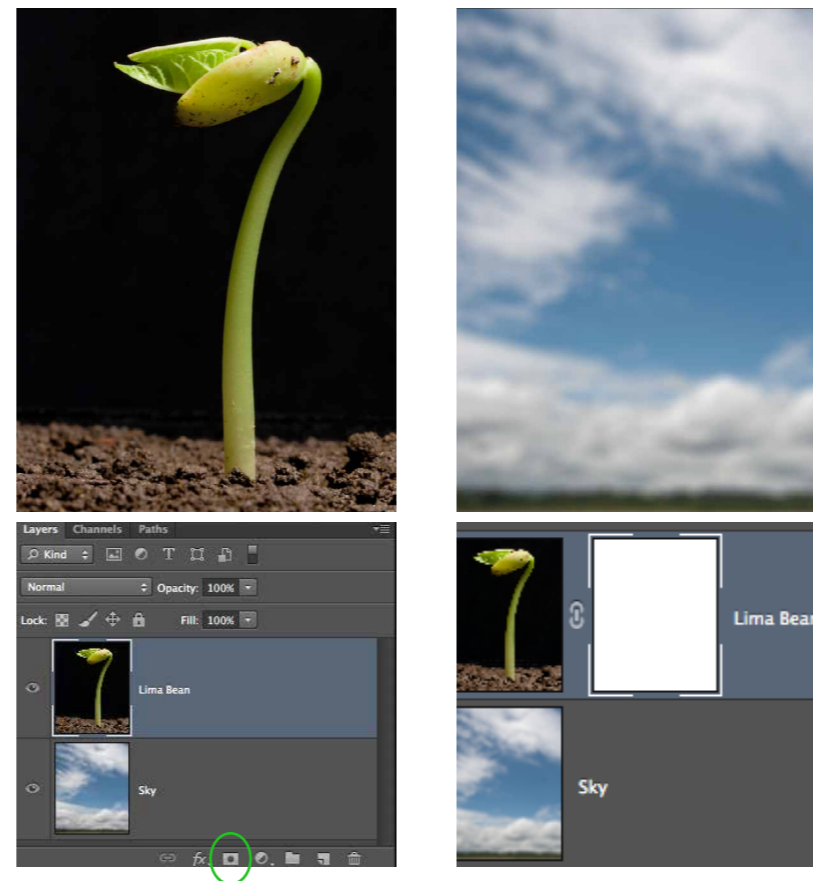 Layers Channels Paths
Kind
Normal Opacity: 100%
Lock: Fill: 100%
Lima Bean
Sky
fx
Lima Bean
Sky